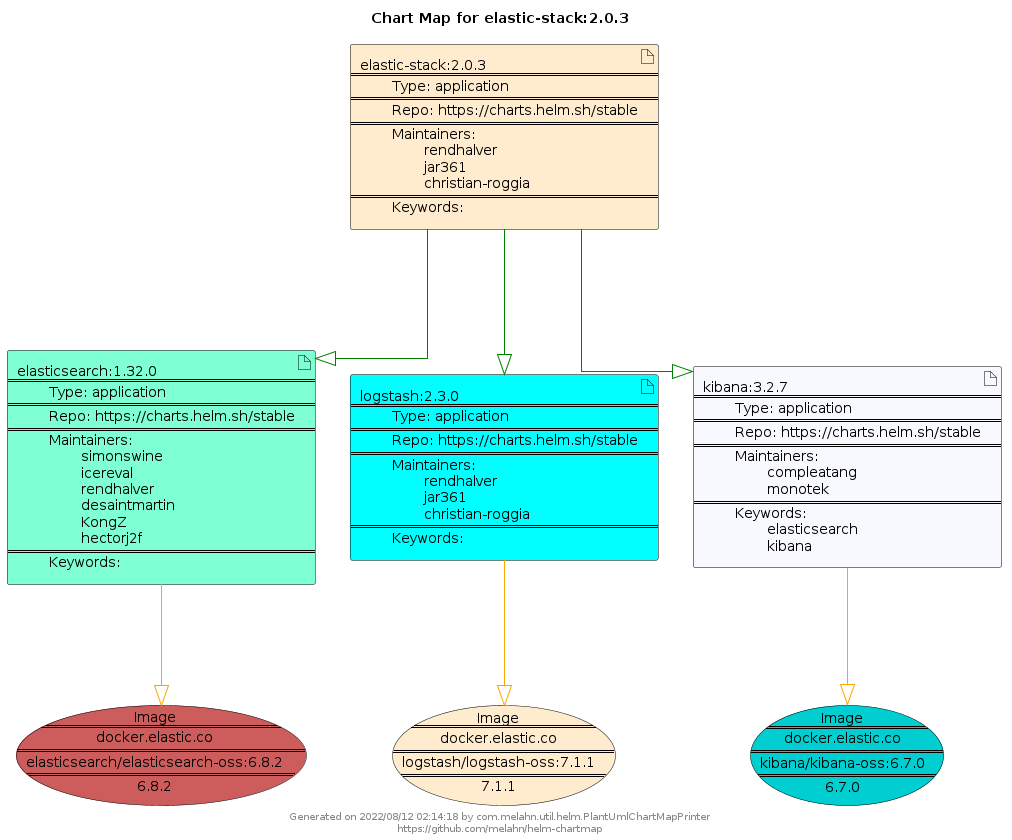 Chart Map for elastic-stack:2.0.3
elastic-stack:2.0.3
Type: application
Repo: https://charts.helm.sh/stable
Maintainers:
rendhalver
jar361
christian-roggia
Keywords:
elasticsearch:1.32.0
Type: application
Repo: https://charts.helm.sh/stable
Maintainers:
simonswine
icereval
rendhalver
desaintmartin
KongZ
hectorj2f
Keywords:
logstash:2.3.0
Type: application
Repo: https://charts.helm.sh/stable
Maintainers:
rendhalver
jar361
christian-roggia
Keywords:
kibana:3.2.7
Type: application
Repo: https://charts.helm.sh/stable
Maintainers:
compleatang
monotek
Keywords:
elasticsearch
kibana
Image
docker.elastic.co
elasticsearch/elasticsearch-oss:6.8.2
6.8.2
Image
docker.elastic.co
logstash/logstash-oss:7.1.1
7.1.1
Image
docker.elastic.co
kibana/kibana-oss:6.7.0
6.7.0
Generated on 2022/08/12 02:14:18 by com.melahn.util.helm.PlantUmlChartMapPrinter
https://github.com/melahn/helm-chartmap